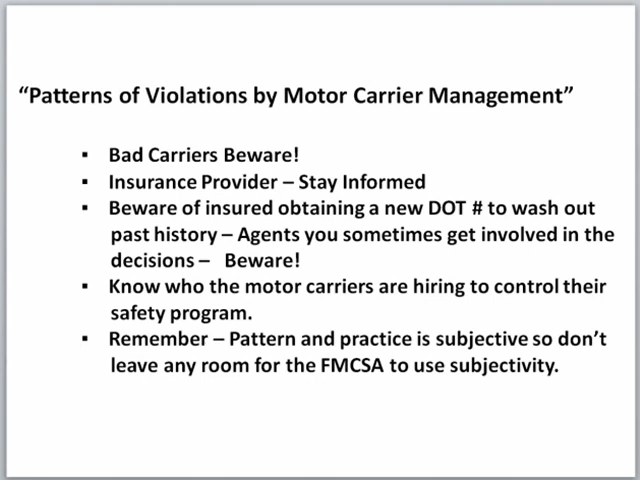 “Patterns of Violations by Motor Carrier Management”
▪ Bad Carriers Beware!
▪ Insurance Provider – Stay Informed
▪ Beware of insured obtaining a new DOT # to wash out
past history – Agents you sometimes get involved in the
decisions – Beware!
▪ Know who the motor carriers are hiring to control their
safety program.
▪ Remember – Pattern and practice is subjective so don’t
leave any room for the FMCSA to use subjectivity.